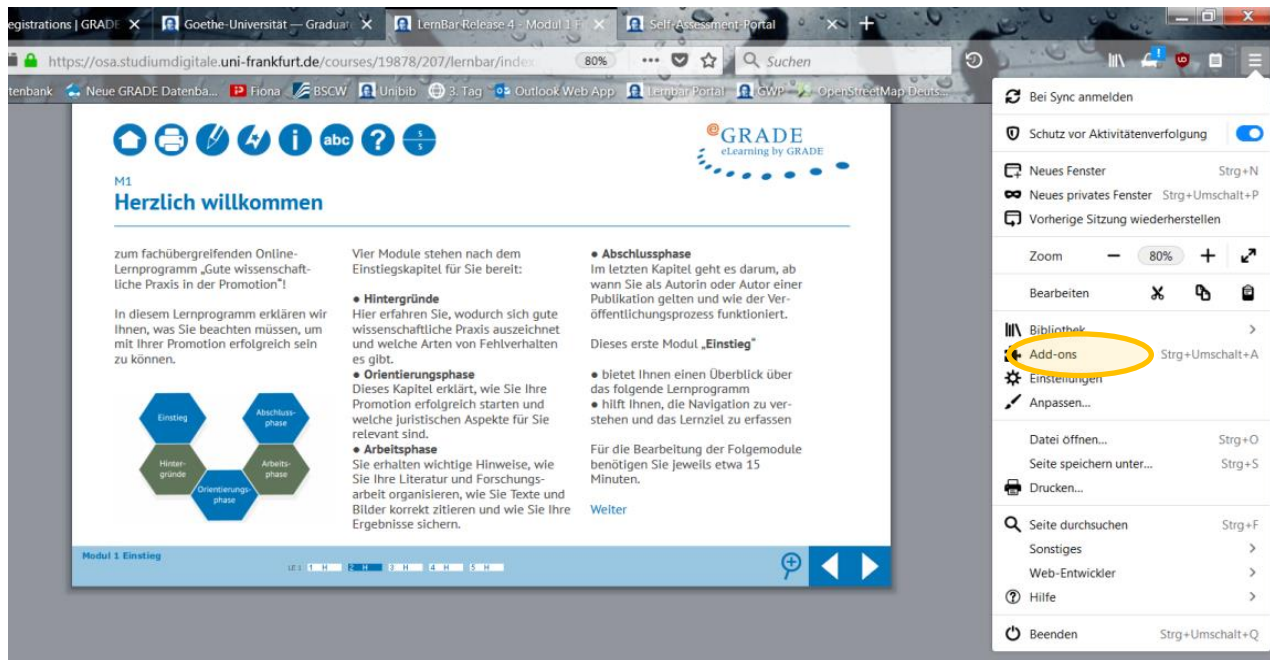 egistrations | GRADE
Goethe-Universität — Graduat
LernBar Release 4 - Modul 1 E
Self-Assessment-Portal
https://osa.studiumdigitale.uni-frankfurt.de/courses/19878/207/lernbar/index
80%
Suchen
tenbank
Neue GRADE Datenba...
Fiona
BSCW
Unibib
3. Tag
Outlook Web App
Lernbar Portal
GWP
OpenStreetMap Deuts...
abc
?
5
5
@GRADE
eLearning by GRADE
M1
Herzlich willkommen
zum fachübergreifenden Online-
Lernprogramm „Gute wissenschaft-
liche Praxis in der Promotion“!
In diesem Lernprogramm erklären wir
Ihnen, was Sie beachten müssen, um
mit Ihrer Promotion erfolgreich sein
zu können.
Einstieg
Abschluss-
phase
Hinter-
gründe
Arbeits-
phase
Orientierungs-
phase
Vier Module stehen nach dem
Einstiegskapitel für Sie bereit:
● Hintergründe
Hier erfahren Sie, wodurch sich gute
wissenschaftliche Praxis auszeichnet
und welche Arten von Fehlverhalten
es gibt.
● Orientierungsphase
Dieses Kapitel erklärt, wie Sie Ihre
Promotion erfolgreich starten und
welche juristischen Aspekte für Sie
relevant sind.
● Arbeitsphase
Sie erhalten wichtige Hinweise, wie
Sie Ihre Literatur und Forschungs-
arbeit organisieren, wie Sie Texte und
Bilder korrekt zitieren und wie Sie Ihre
Ergebnisse sichern.
● Abschlussphase
Im letzten Kapitel geht es darum, ab
wann Sie als Autorin oder Autor einer
Publikation gelten und wie der Ver-
öffentlichungsprozess funktioniert.
Dieses erste Modul „Einstieg“
● bietet Ihnen einen Überblick über
das folgende Lernprogramm
● hilft Ihnen, die Navigation zu ver-
stehen und das Lernziel zu erfassen
Für die Bearbeitung der Folgemodule
benötigen Sie jeweils etwa 15
Minuten.
Weiter
Modul 1 Einstieg
1 H 2 H 3 H 4 H 5 H
Bei Sync anmelden
Schutz vor Aktivitätenverfolgung
Neues Fenster Strg+N
Neues privates Fenster Strg+Umschalt+P
Vorherige Sitzung wiederherstellen
Zoom — 80% +
Bearbeiten
Bibliothek
Add-ons Strg+Umschalt+A
Einstellungen
Anpassen...
Datei öffnen... Strg+O
Seite speichern unter... Strg+S
Drucken...
Seite durchsuchen Strg+F
Sonstiges
Web-Entwickler
Hilfe
Beenden Strg+Umschalt+Q